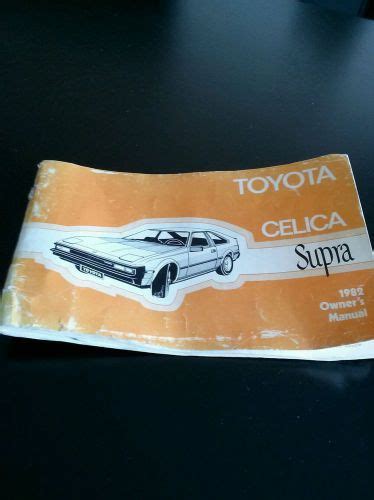 TOYOTA
CELICA
Supra
1982
Owner's
Manual